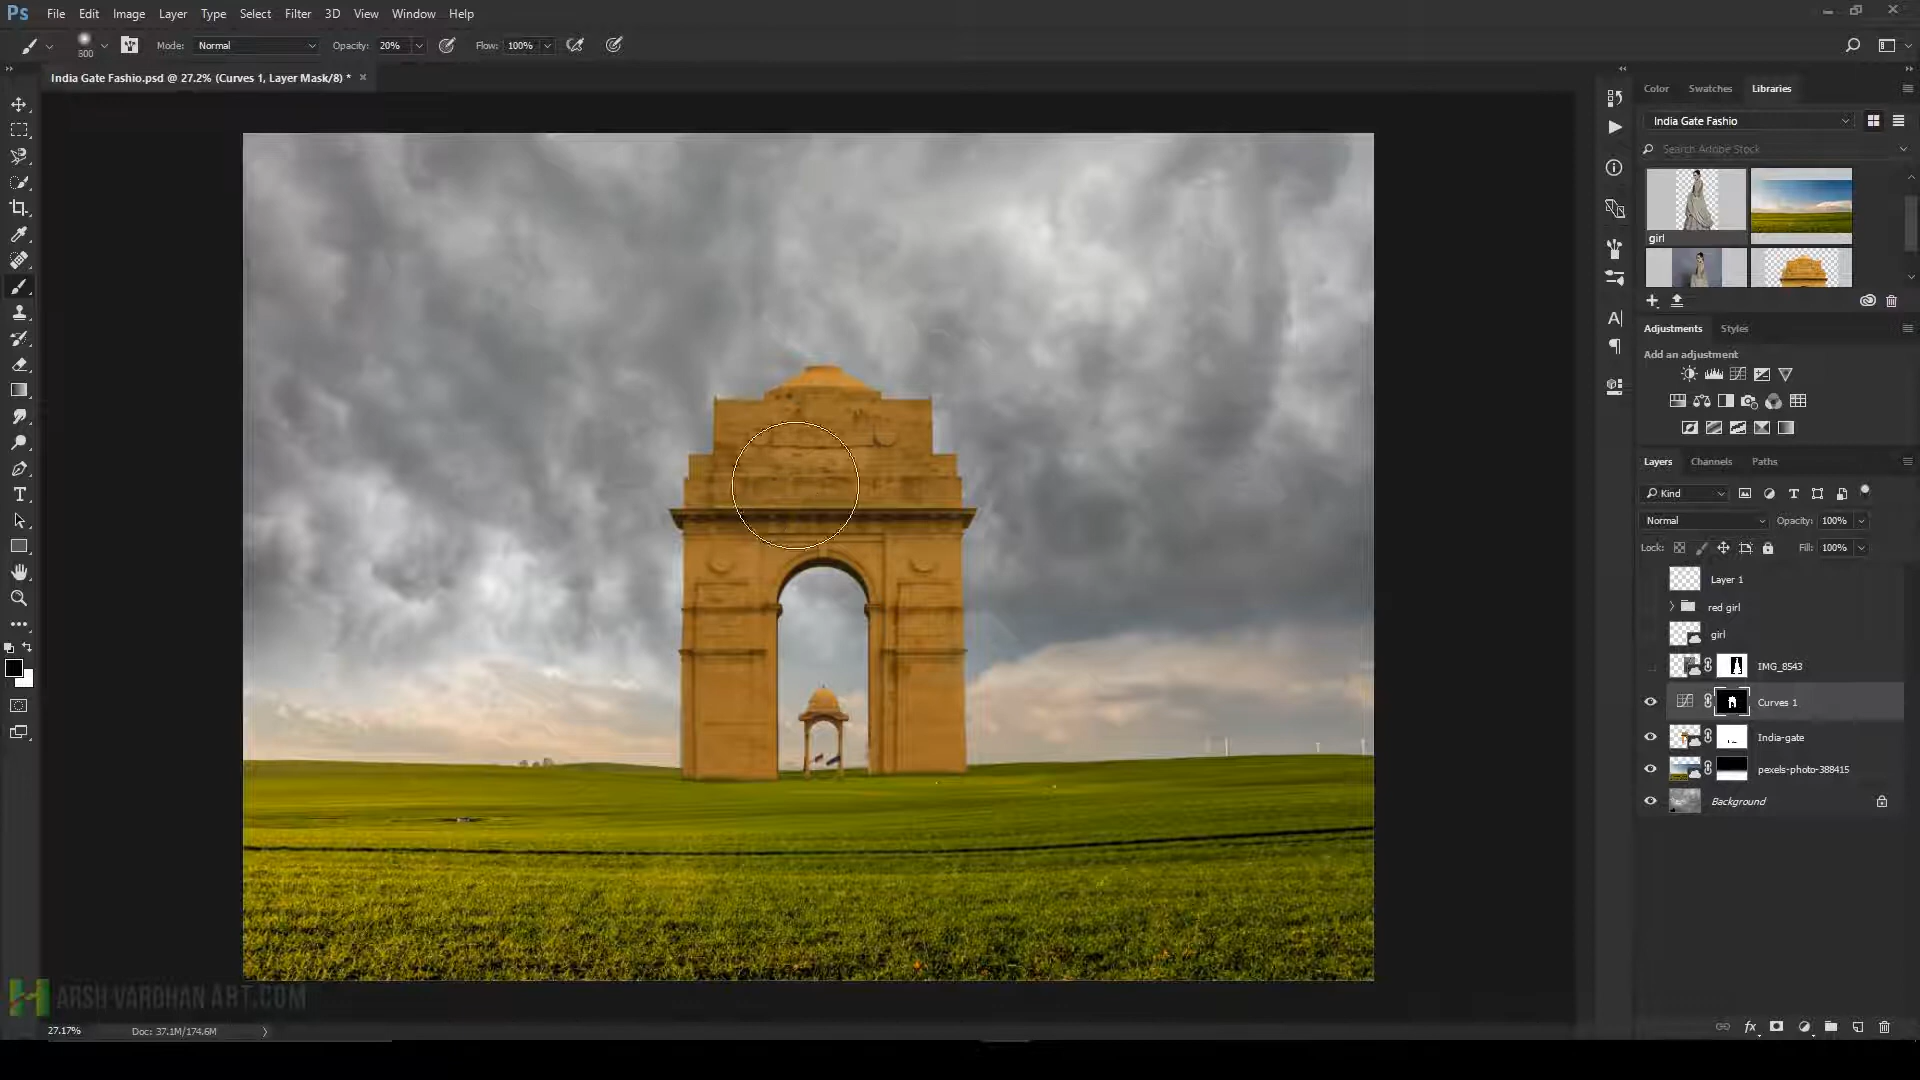 Ps File Edit Image Layer Type Select Filter 3D View Window Help
500 Mode: Normal Opacity: 20% Flow: 100%
India Gate Fashio.psd @ 27.2% (Curves 1, Layer Mask/8) *
Color Swatches Libraries
India Gate Fashio
Search Adobe Stock
girl
Adjustments Styles
Add an adjustment
Layers Channels Paths
Kind
Normal Opacity: 100%
Lock: Fill: 100%
Layer 1
red girl
girl
IMG_8543
Curves 1
India-gate
pexels-photo-388415
Background
HARSH VARDHAN ART.COM
27.17% Doc: 37.1M/174.6M